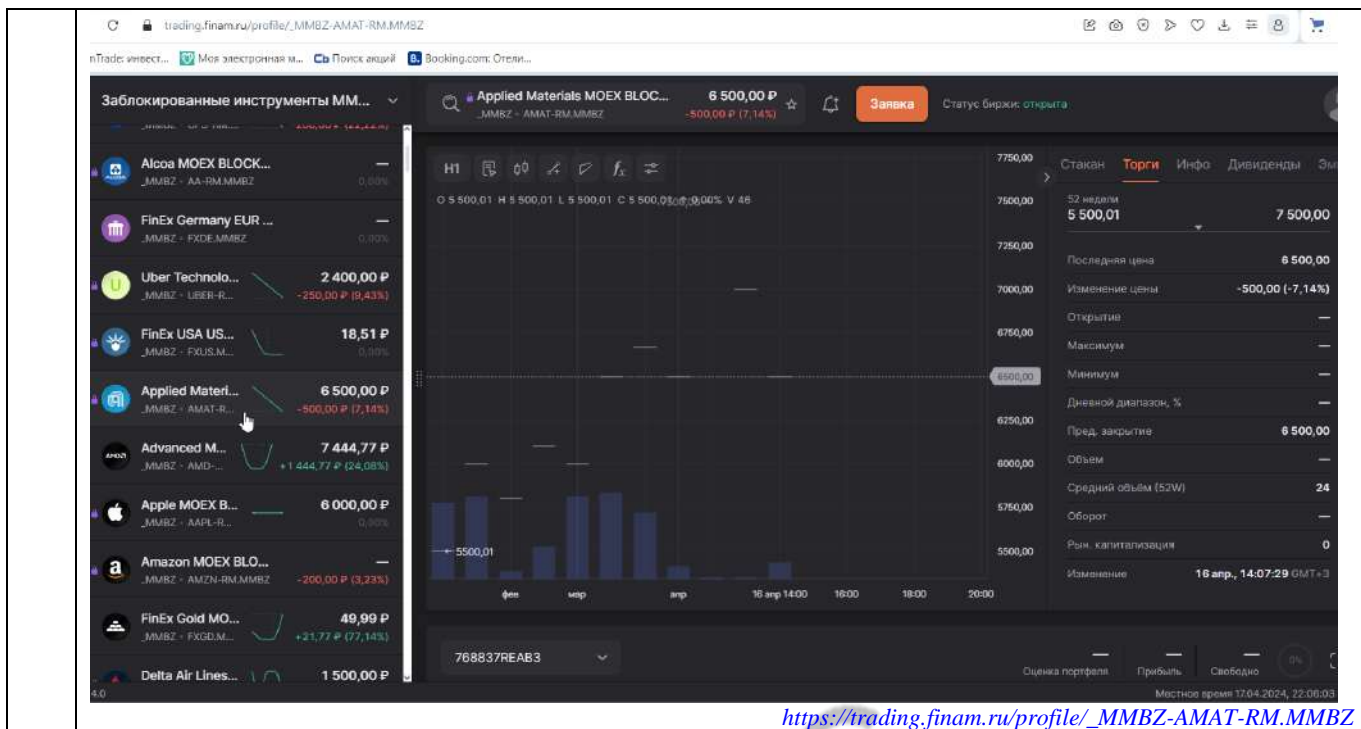 trading.finam.ru/profile/_MMBZ-AMAT-RM.MMBZ
nTrade: инвест... Моя электронная м... Сь Поиск акций B. Booking.com: Отели...
Заблокированные инструменты ММ...
Applied Materials MOEX BLOC... 6 500,00 ₽
_MMBZ - AMAT-RM.MMBZ -500,00 ₽ (7,14%)
Заявка
Статус биржи: открыта
Alcoa MOEX BLOCK... —
_MMBZ - AA-RM.MMBZ 0,00%
FinEx Germany EUR ... —
_MMBZ - FXDE.MMBZ 0,00%
Uber Technolo... 2 400,00 ₽
_MMBZ - UBER-R... -250,00 ₽ (9,43%)
FinEx USA US... 18,51 ₽
_MMBZ - FXUS.M... 0,00%
Applied Materi... 6 500,00 ₽
_MMBZ - AMAT-R... -500,00 ₽ (7,14%)
Advanced M... 7 444,77 ₽
_MMBZ - AMD-... +1 444,77 ₽ (24,08%)
Apple MOEX B... 6 000,00 ₽
_MMBZ - AAPL-R... 0,00%
Amazon MOEX BLO... —
_MMBZ - AMZN-RM.MMBZ -200,00 ₽ (3,23%)
FinEx Gold MO... 49,99 ₽
_MMBZ - FXGD.M... +21,77 ₽ (77,14%)
Delta Air Lines... 1 500,00 ₽
4.0
H1
O 5 500,01 H 5 500,01 L 5 500,01 C 5 500,01 0,00% V 46
7750,00
7500,00
7250,00
7000,00
6750,00
6500,00
6250,00
6000,00
5750,00
5500,00
5500,01
фев мар апр 16 апр 14:00 16:00 18:00 20:00
Стакан Торги Инфо Дивиденды Эм
52 недели
5 500,01 7 500,00
Последняя цена 6 500,00
Изменение цены -500,00 (-7,14%)
Открытие —
Максимум —
Минимум —
Дневной диапазон, % —
Пред. закрытие 6 500,00
Объем —
Средний объём (52W) 24
Оборот —
Рын. капитализация 0
Изменение 16 апр., 14:07:29 GMT+3
768837REAB3
— — — 0%
Оценка портфеля Прибыль Свободно
Местное время 17.04.2024, 22:06:03
https://trading.finam.ru/profile/_MMBZ-AMAT-RM.MMBZ